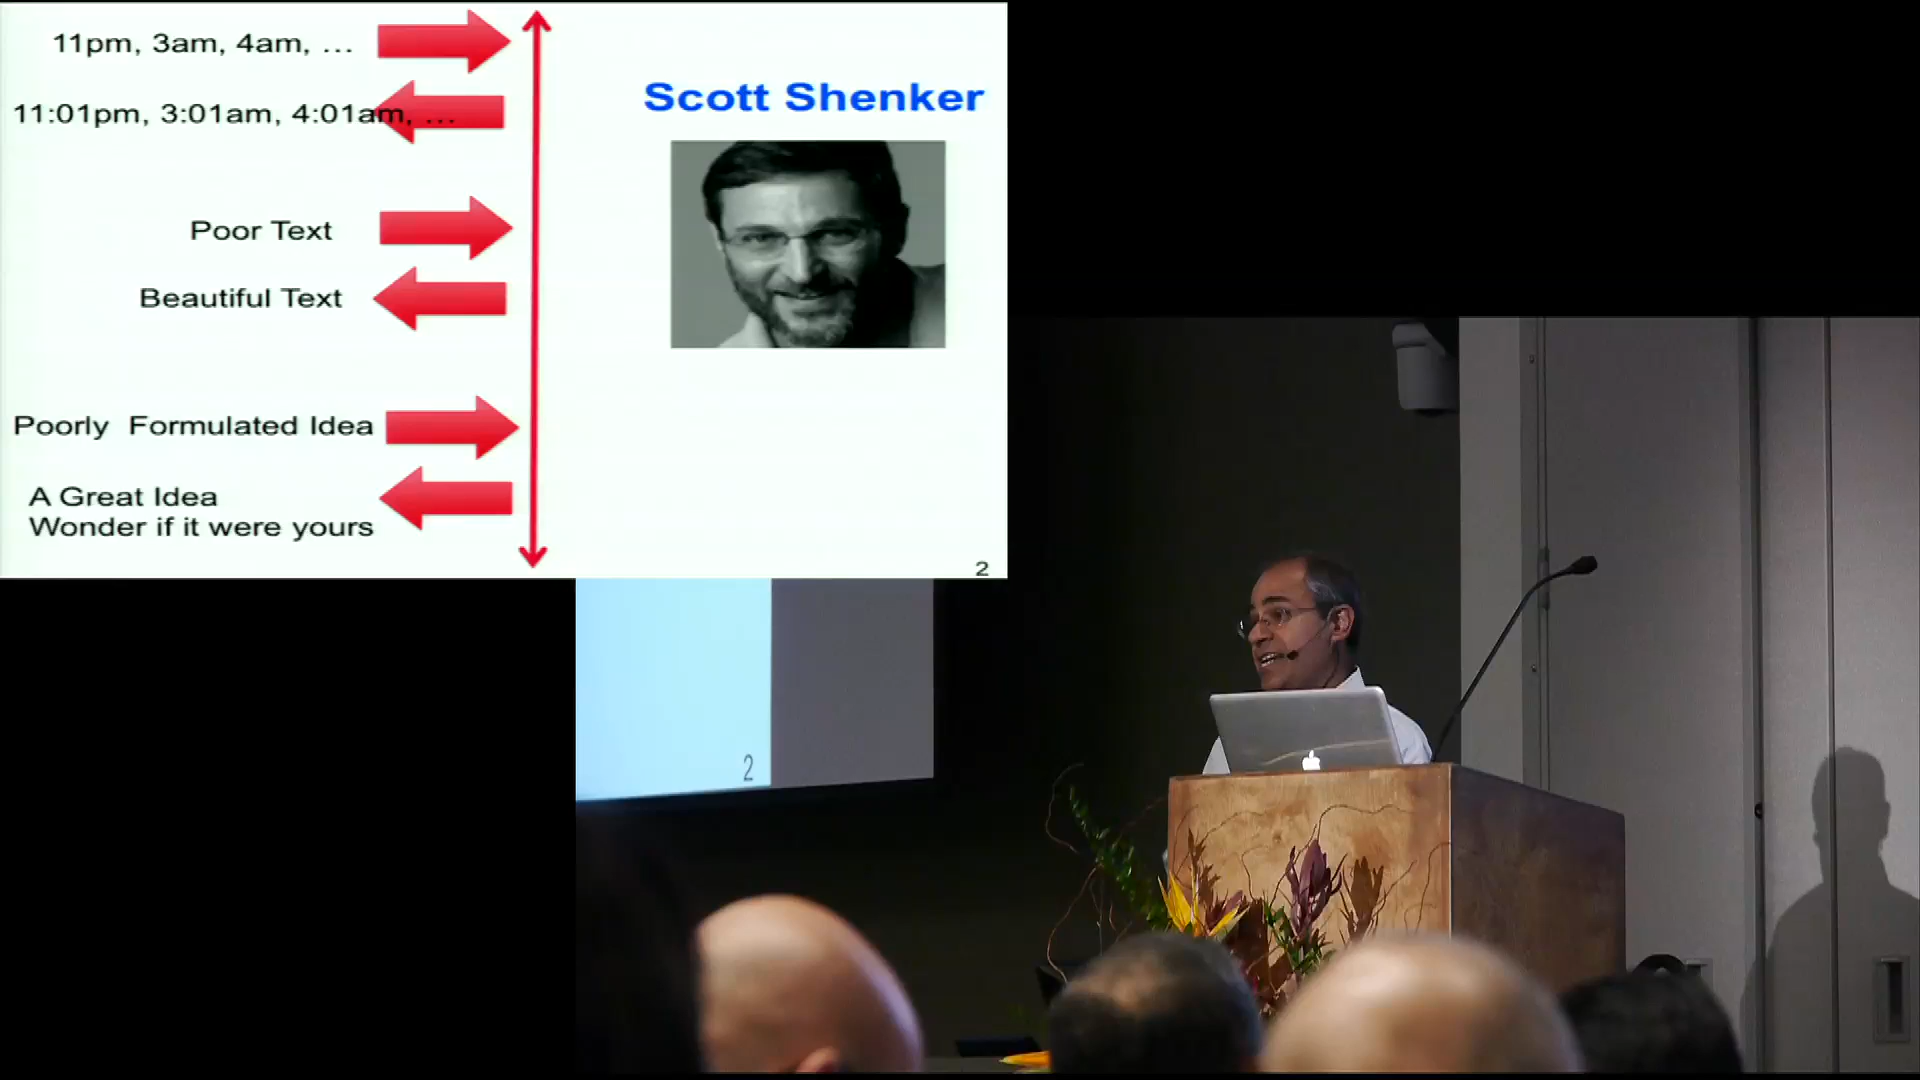 11pm, 3am, 4am, ...
11:01pm, 3:01am, 4:01am, ...
Scott Shenker
Poor Text
Beautiful Text
Poorly Formulated Idea
A Great Idea
Wonder if it were yours
2
2